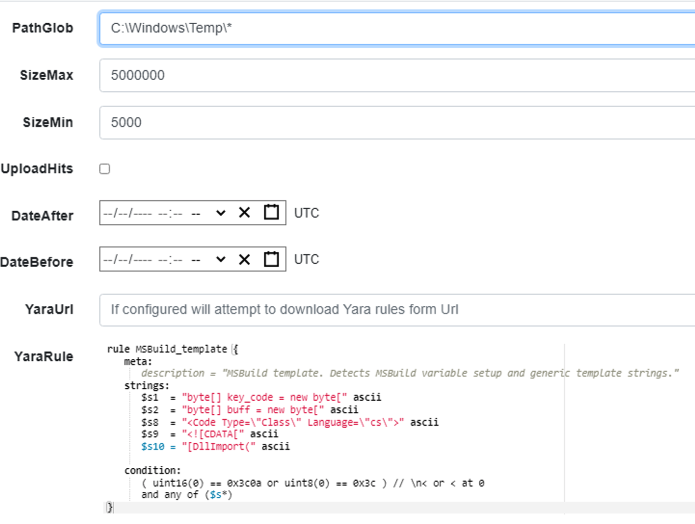 PathGlob
C:\Windows\Temp\*
SizeMax
5000000
SizeMin
5000
UploadHits
DateAfter
--/--/---- --:-- -- UTC
DateBefore
--/--/---- --:-- -- UTC
YaraUrl
If configured will attempt to download Yara rules form Url
YaraRule
rule MSBuild_template {
meta:
description = "MSBuild template. Detects MSBuild variable setup and generic template strings."
strings:
$s1 = "byte[] key_code = new byte[" ascii
$s2 = "byte[] buff = new byte[" ascii
$s8 = "<Code Type=\"Class\" Language=\"cs\">" ascii
$s9 = "<![CDATA[" ascii
$s10 = "[DllImport(" ascii
condition:
( uint16(0) == 0x3c0a or uint8(0) == 0x3c ) // \n< or < at 0
and any of ($s*)
}